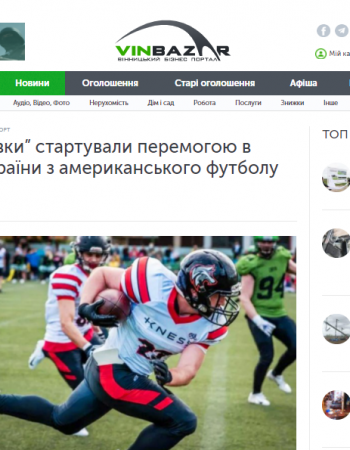 VINBAZAR
ВІННИЦЬКИЙ БІЗНЕС ПОРТАЛ
Мій ка
Новини Оголошення Старі оголошення Афіша
Аудіо, Відео, Фото Нерухомість Дім і сад Робота Послуги Знижки Інше
ОРТ
вки” стартували перемогою в
раїни з американського футболу
ТОП
KNESS
94